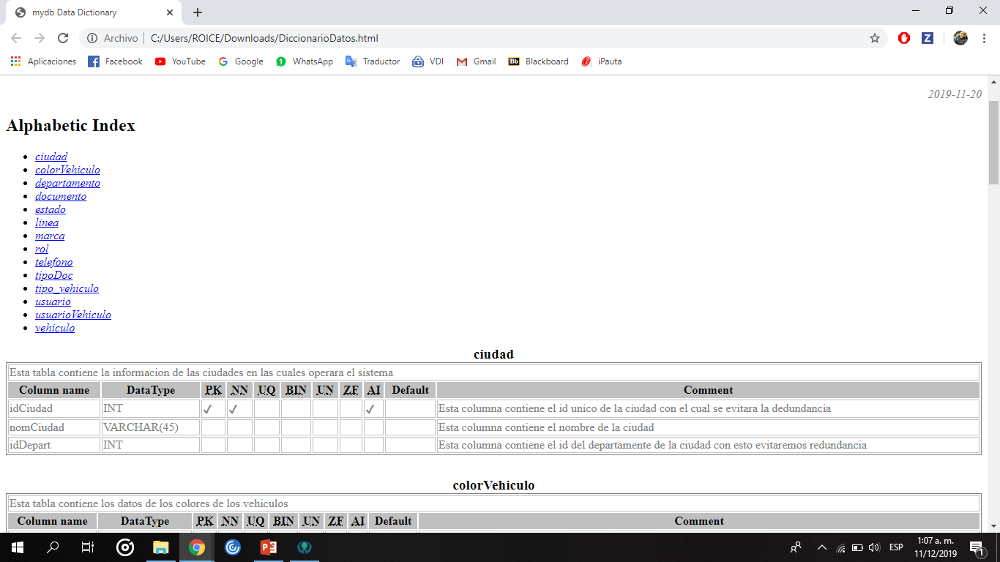 mydb Data Dictionary
Archivo C:/Users/ROICE/Downloads/DiccionarioDatos.html
Aplicaciones Facebook YouTube Google WhatsApp Traductor VDI Gmail Bb Blackboard iPauta
2019-11-20
Alphabetic Index
ciudad
colorVehiculo
departamento
documento
estado
linea
marca
rol
telefono
tipoDoc
tipo_vehiculo
usuario
usuarioVehiculo
vehiculo
ciudad
Esta tabla contiene la informacion de las ciudades en las cuales operara el sistema
Column name DataType PK NN UQ BIN UN ZF AI Default Comment
idCiudad INT ✓ ✓ ✓ Esta columna contiene el id unico de la ciudad con el cual se evitara la dedundancia
nomCiudad VARCHAR(45) Esta columna contiene el nombre de la ciudad
idDepart INT Esta columna contiene el id del departamente de la ciudad con esto evitaremos redundancia
colorVehiculo
Esta tabla contiene los datos de los colores de los vehiculos
Column name DataType PK NN UQ BIN UN ZF AI Default Comment
ESP 1:07 a. m.
11/12/2019 1